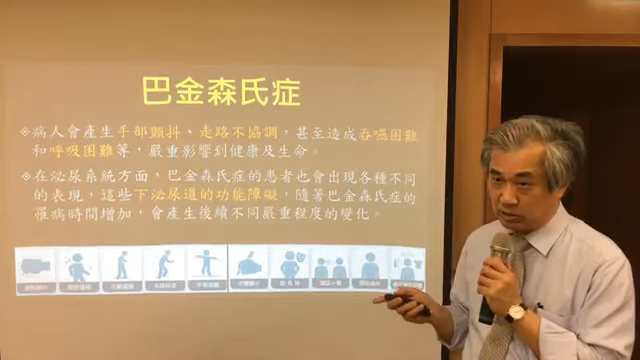 巴金森氏症
病人會產生手部顫抖、走路不協調，甚至造成吞嚥困難
和呼吸困難等，嚴重影響到健康及生命。
在泌尿系統方面，巴金森氏症的患者也會出現各種不同
的表現，這些下泌尿道的功能障礙，隨著巴金森氏症的
罹病時間增加，會產生後續不同嚴重程度的變化。